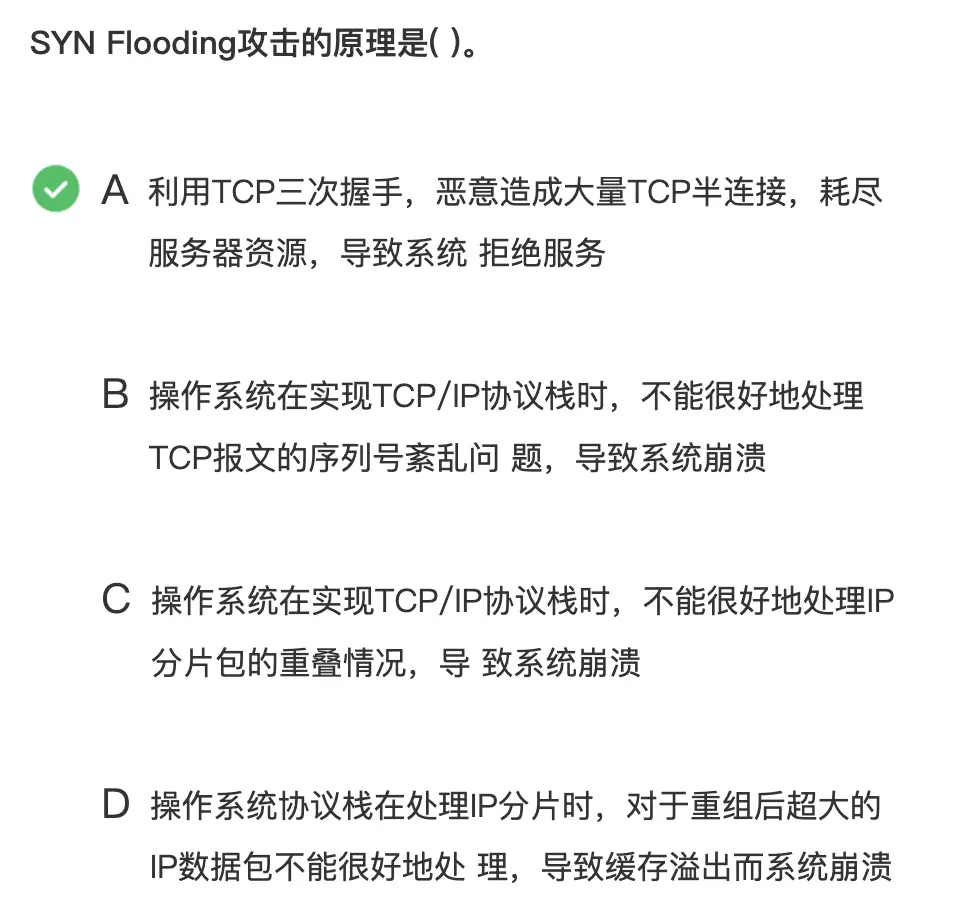 SYN Flooding攻击的原理是( )。
A 利用TCP三次握手，恶意造成大量TCP半连接，耗尽
服务器资源，导致系统 拒绝服务
B 操作系统在实现TCP/IP协议栈时，不能很好地处理
TCP报文的序列号紊乱问 题，导致系统崩溃
C 操作系统在实现TCP/IP协议栈时，不能很好地处理IP
分片包的重叠情况，导 致系统崩溃
D 操作系统协议栈在处理IP分片时，对于重组后超大的
IP数据包不能很好地处 理，导致缓存溢出而系统崩溃